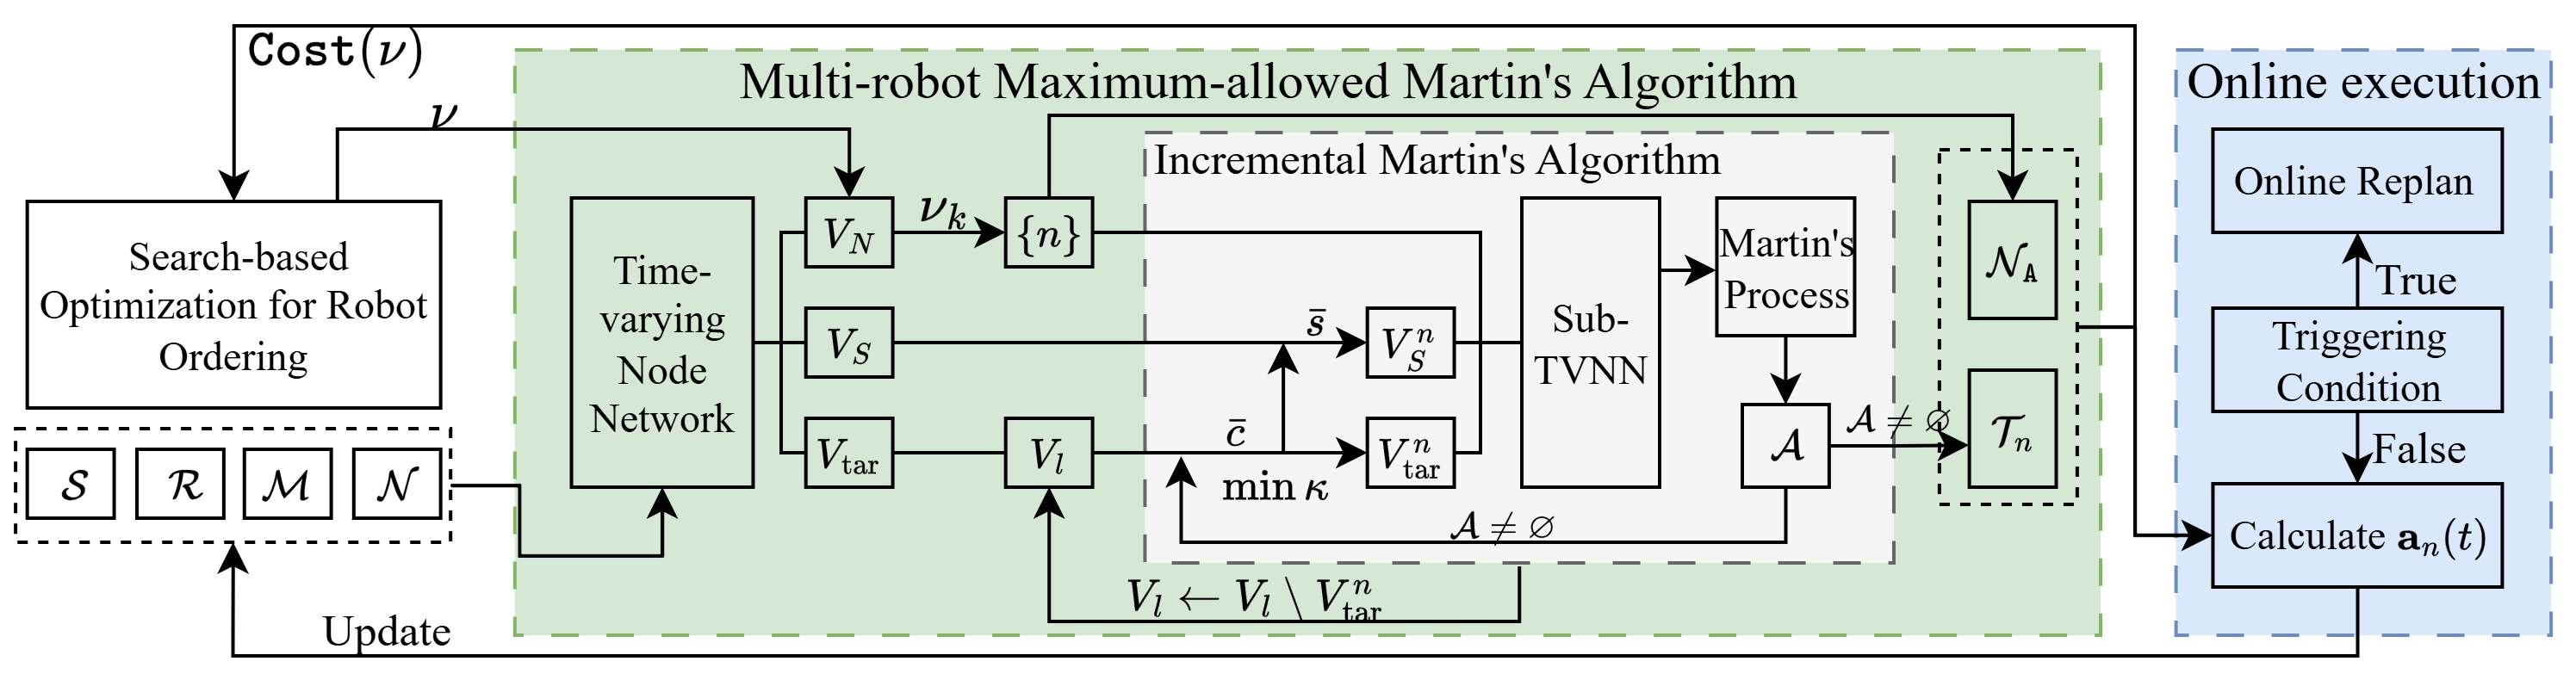 Cost(ν)
ν
Search-based
Optimization for Robot
Ordering
𝒮 ℛ ℳ 𝒩
Update
Multi-robot Maximum-allowed Martin's Algorithm
Time-
varying
Node
Network
V_N
ν_k
{n}
V_S
V_tar
V_l
Incremental Martin's Algorithm
s̄
c̄
min κ
V_S^n
V_tar^n
Sub-
TVNN
Martin's
Process
𝒜
𝒜 ≠ ∅
𝒜 ≠ ∅
V_l ← V_l \ V_tar^n
𝒩_A
𝒯_n
Online execution
Online Replan
True
Triggering
Condition
False
Calculate 𝐚_n(t)